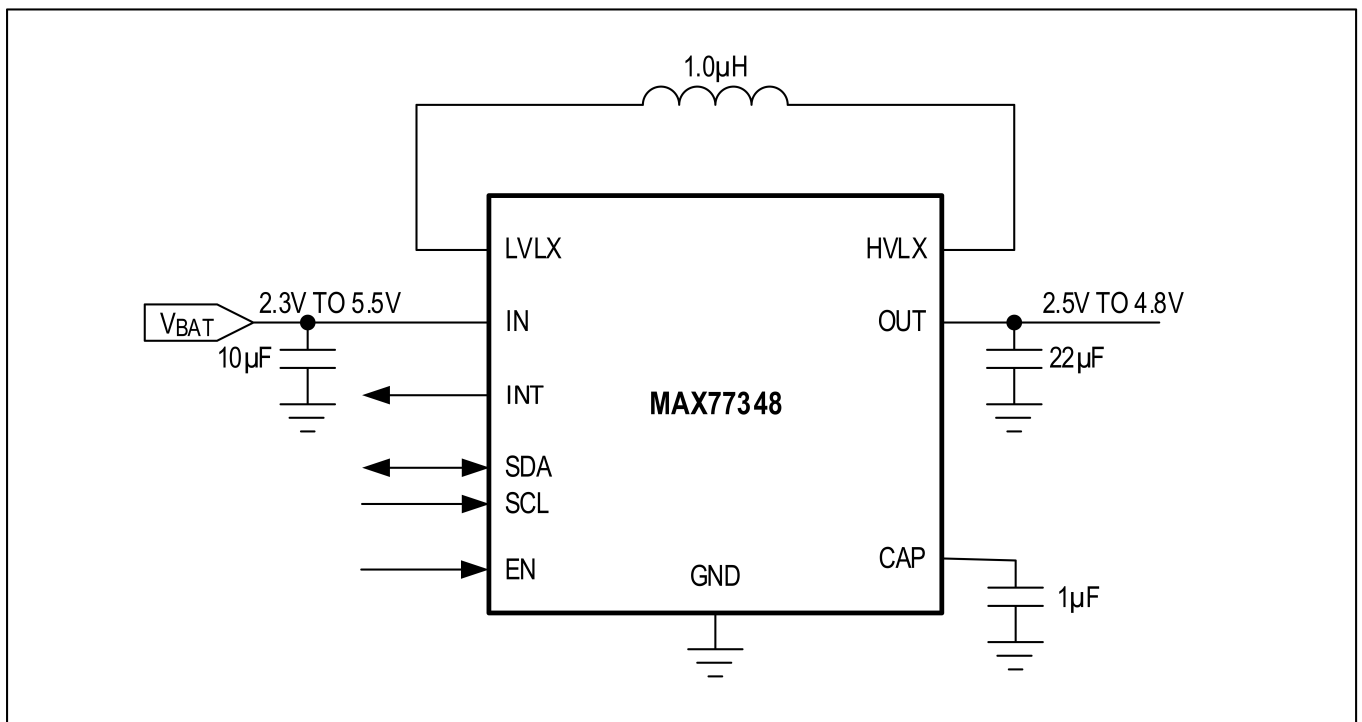 1.0µH
LVLX
HVLX
VBAT
2.3V TO 5.5V
IN
OUT
2.5V TO 4.8V
10µF
22µF
INT
MAX77348
SDA
SCL
EN
GND
CAP
1µF